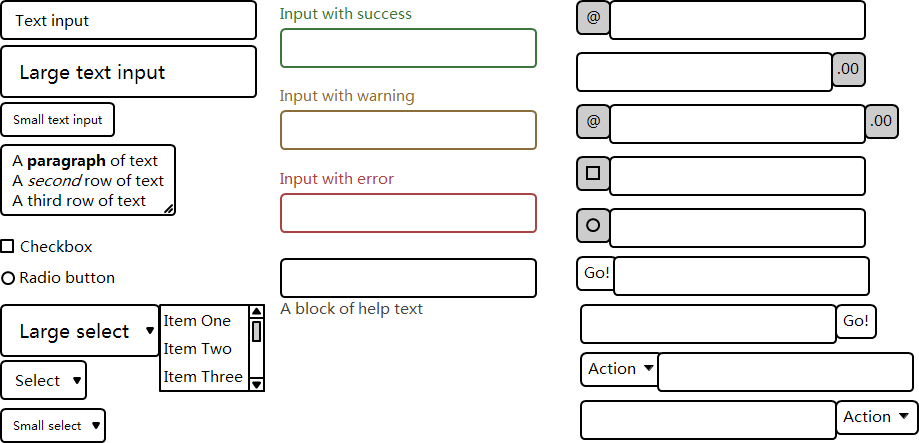 Text input
Large text input
Small text input
A paragraph of text
A second row of text
A third row of text
Checkbox
Radio button
Large select
Item One
Item Two
Item Three
Select
Small select
Input with success
Input with warning
Input with error
A block of help text
@
.00
@ .00
Go!
Go!
Action
Action